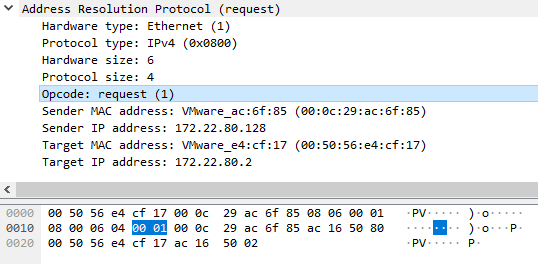 Address Resolution Protocol (request)
Hardware type: Ethernet (1)
Protocol type: IPv4 (0x0800)
Hardware size: 6
Protocol size: 4
Opcode: request (1)
Sender MAC address: VMware_ac:6f:85 (00:0c:29:ac:6f:85)
Sender IP address: 172.22.80.128
Target MAC address: VMware_e4:cf:17 (00:50:56:e4:cf:17)
Target IP address: 172.22.80.2
0000 00 50 56 e4 cf 17 00 0c 29 ac 6f 85 08 06 00 01 ·PV····· )·o·····
0010 08 00 06 04 00 01 00 0c 29 ac 6f 85 ac 16 50 80 ········ )·o···P·
0020 00 50 56 e4 cf 17 ac 16 50 02 ·PV····· P·